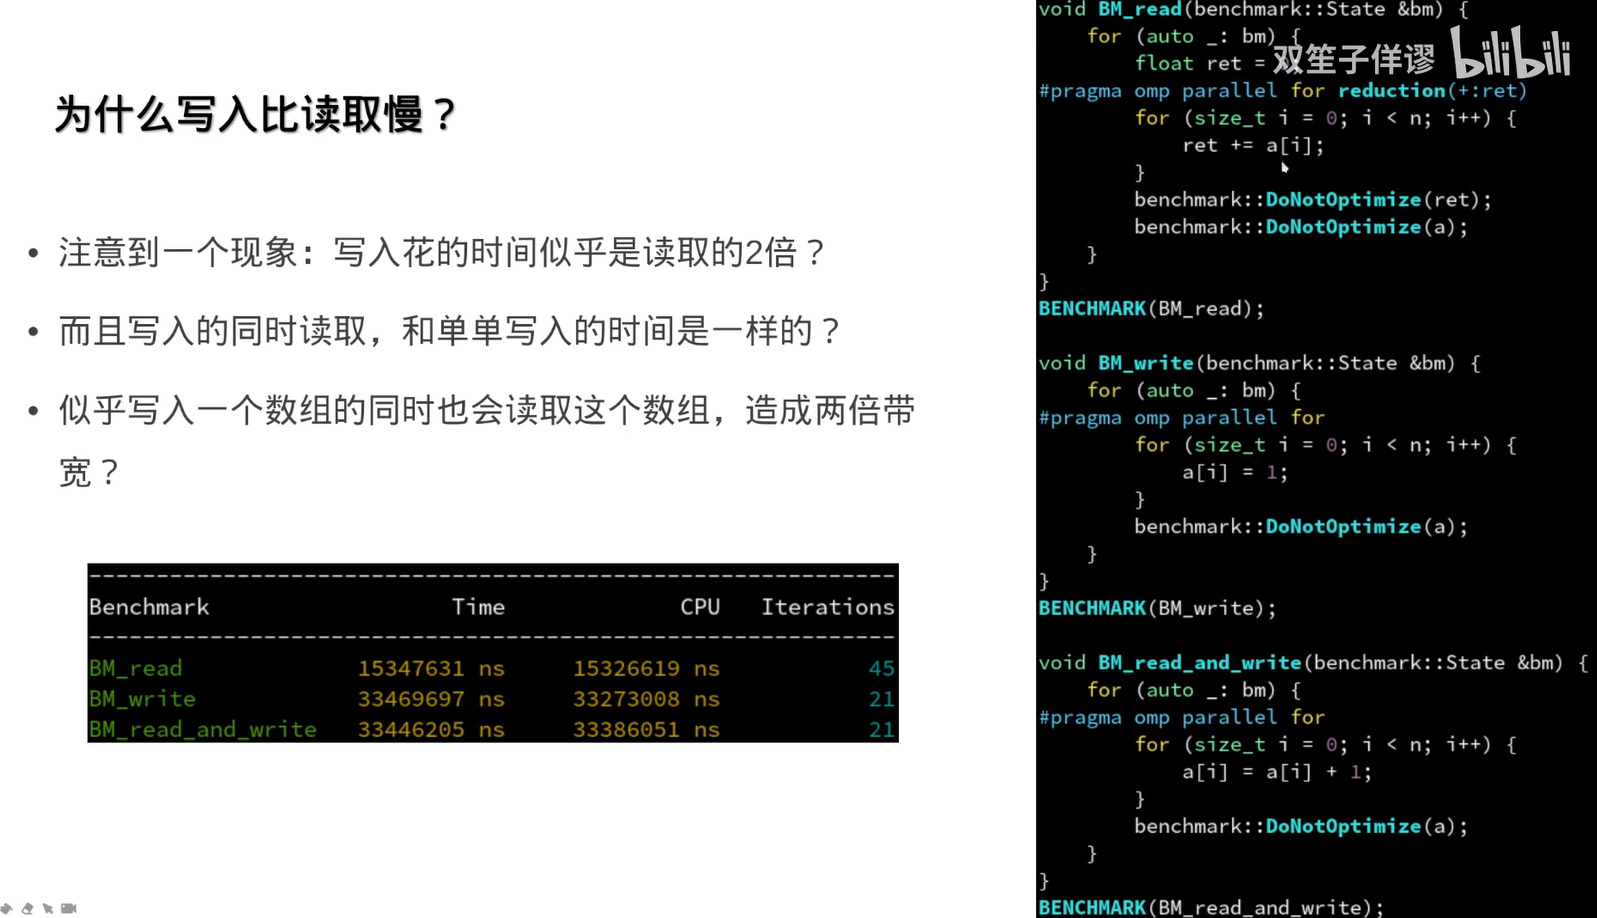 为什么写入比读取慢？
• 注意到一个现象：写入花的时间似乎是读取的2倍？
• 而且写入的同时读取，和单单写入的时间是一样的？
• 似乎写入一个数组的同时也会读取这个数组，造成两倍带
宽？
------------------------------------------------------------
Benchmark Time CPU Iterations
------------------------------------------------------------
BM_read 15347631 ns 15326619 ns 45
BM_write 33469697 ns 33273008 ns 21
BM_read_and_write 33446205 ns 33386051 ns 21
void BM_read(benchmark::State &bm) {
for (auto _: bm) {
双笙子佯谬 bilibili
float ret =
#pragma omp parallel for reduction(+:ret)
for (size_t i = 0; i < n; i++) {
ret += a[i];
}
benchmark::DoNotOptimize(ret);
benchmark::DoNotOptimize(a);
}
}
BENCHMARK(BM_read);
void BM_write(benchmark::State &bm) {
for (auto _: bm) {
#pragma omp parallel for
for (size_t i = 0; i < n; i++) {
a[i] = 1;
}
benchmark::DoNotOptimize(a);
}
}
BENCHMARK(BM_write);
void BM_read_and_write(benchmark::State &bm) {
for (auto _: bm) {
#pragma omp parallel for
for (size_t i = 0; i < n; i++) {
a[i] = a[i] + 1;
}
benchmark::DoNotOptimize(a);
}
}
BENCHMARK(BM_read_and_write);